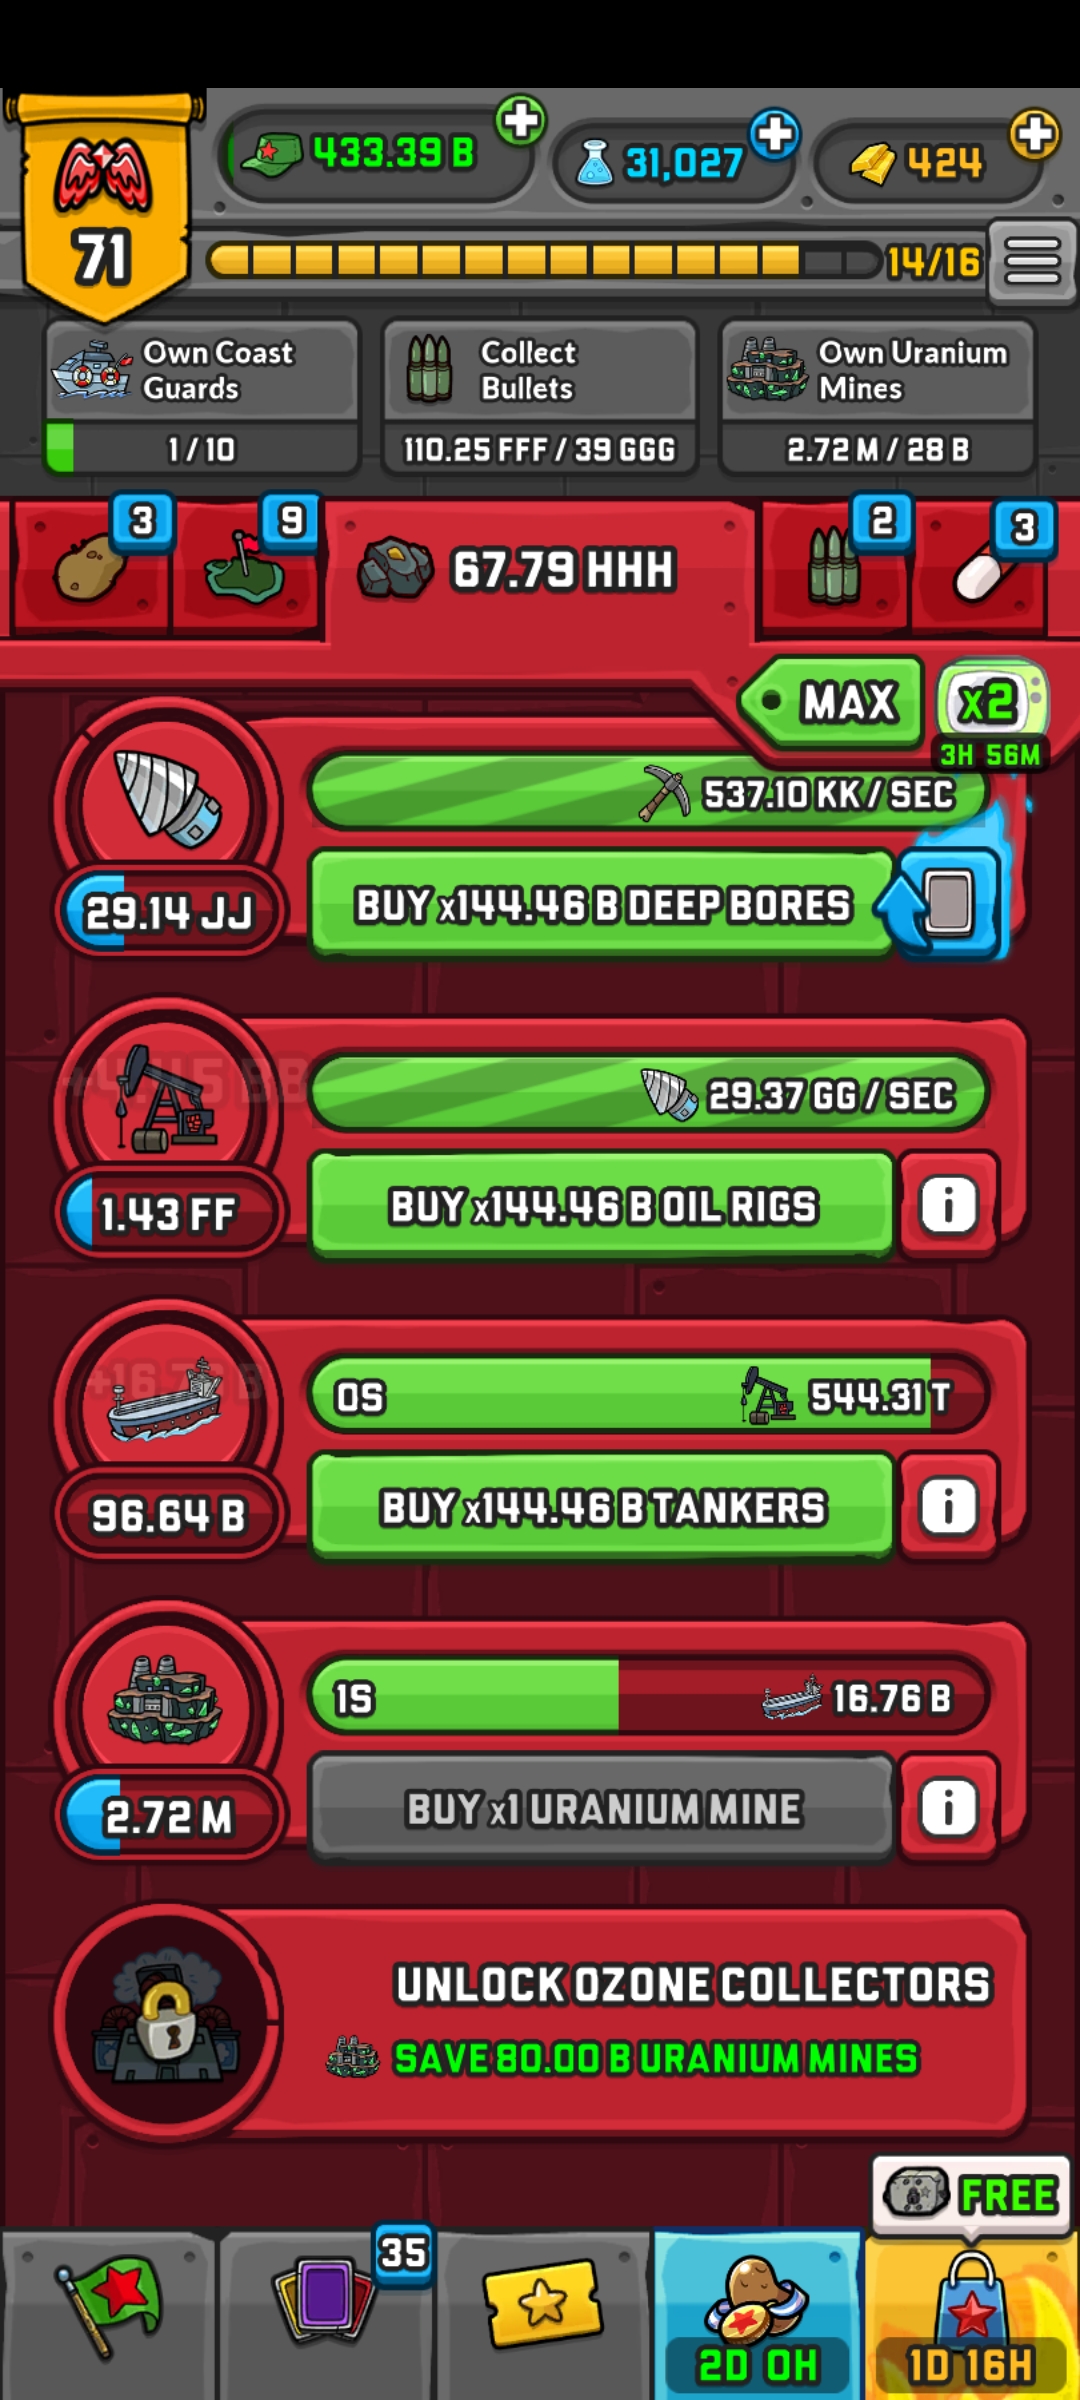 71
433.39 B
31,027
424
14/16
Own Coast
Guards
1 / 10
Collect
Bullets
110.25 FFF / 39 GGG
Own Uranium
Mines
2.72 M / 28 B
3
9
67.79 HHH
2
3
MAX
x2
3H 56M
537.10 KK / SEC
29.14 JJ
BUY x144.46 B DEEP BORES
29.37 GG / SEC
1.43 FF
BUY x144.46 B OIL RIGS
i
0S
544.31 T
96.64 B
BUY x144.46 B TANKERS
i
1S
16.76 B
2.72 M
BUY x1 URANIUM MINE
i
UNLOCK OZONE COLLECTORS
SAVE 80.00 B URANIUM MINES
FREE
35
2D 0H
1D 16H